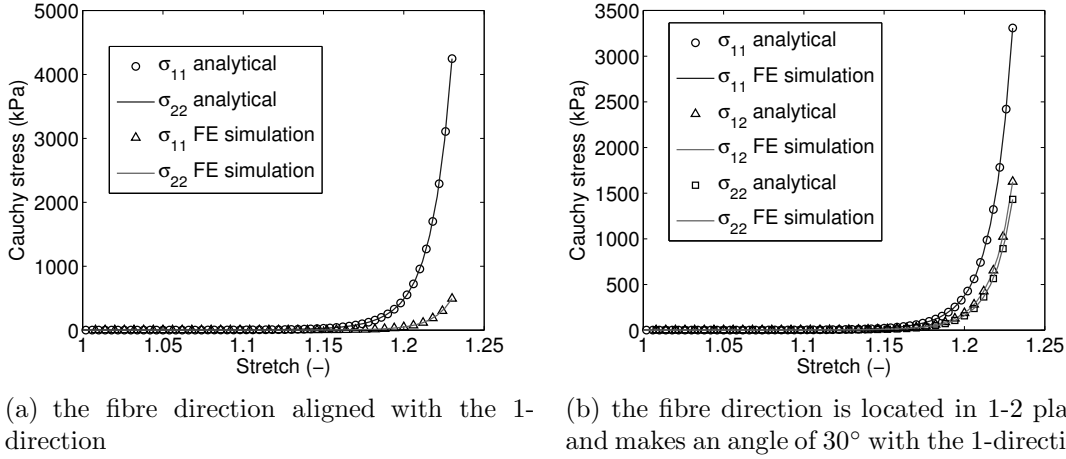 (a)
5000
4000
3000
2000
1000
0
Cauchy stress (kPa)
σ11 analytical
σ22 analytical
σ11 FE simulation
σ22 FE simulation
1 1.05 1.1 1.15 1.2 1.25
Stretch (−)
(a) the fibre direction aligned with the 1-
direction
(b)
3500
3000
2500
2000
1500
1000
500
0
Cauchy stress (kPa)
σ11 analytical
σ11 FE simulation
σ12 analytical
σ12 FE simulation
σ22 analytical
σ22 FE simulation
1 1.05 1.1 1.15 1.2 1.25
Stretch (−)
(b) the fibre direction is located in 1-2 pla
and makes an angle of 30° with the 1-directi